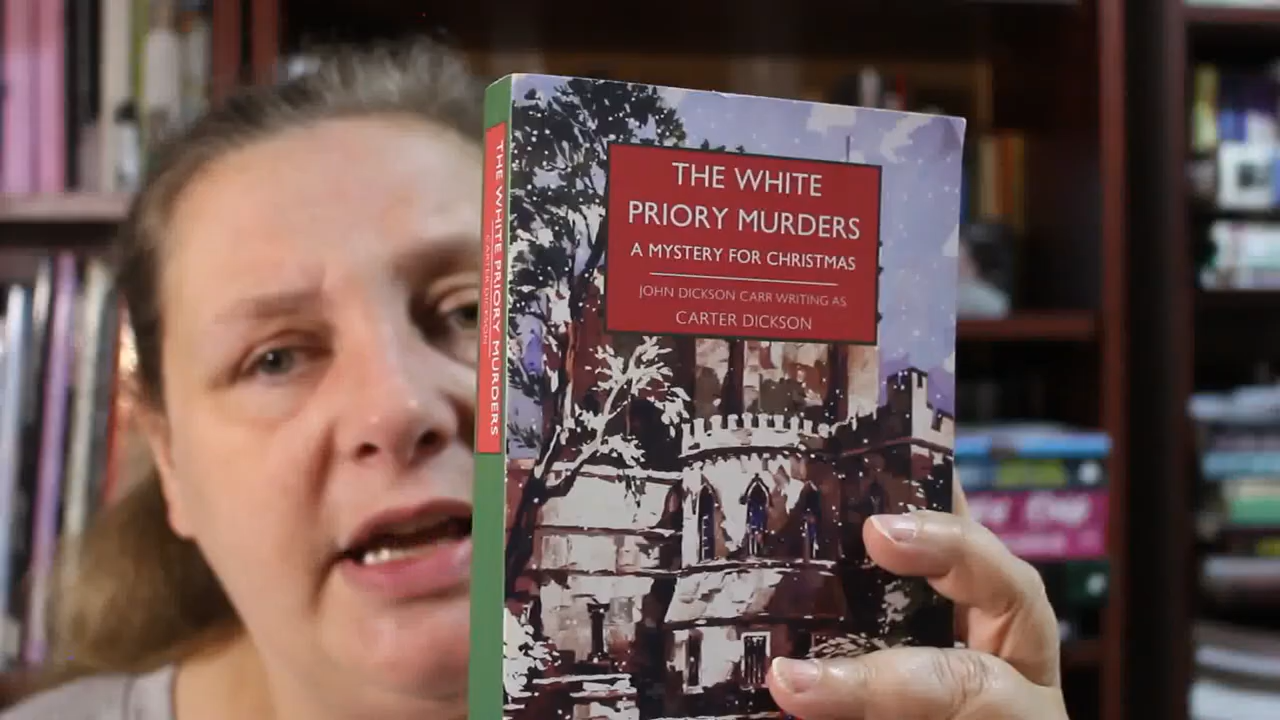 THE WHITE
PRIORY MURDERS
A MYSTERY FOR CHRISTMAS
JOHN DICKSON CARR WRITING AS
CARTER DICKSON
THE WHITE PRIORY MURDERS
CARTER DICKSON